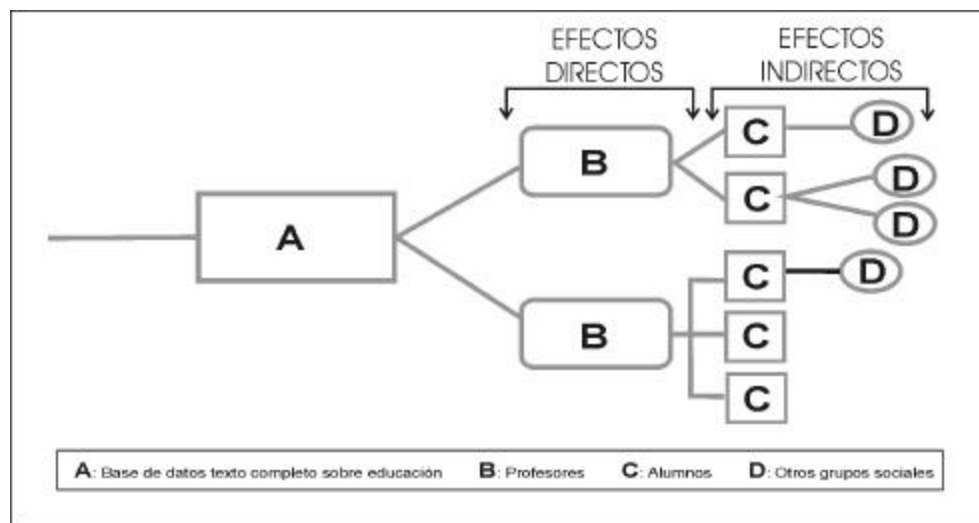 EFECTOS
DIRECTOS
EFECTOS
INDIRECTOS
A
B
B
C
C
C
C
C
D
D
D
D
A: Base de datos texto completo sobre educación B: Profesores C: Alumnos D: Otros grupos sociales